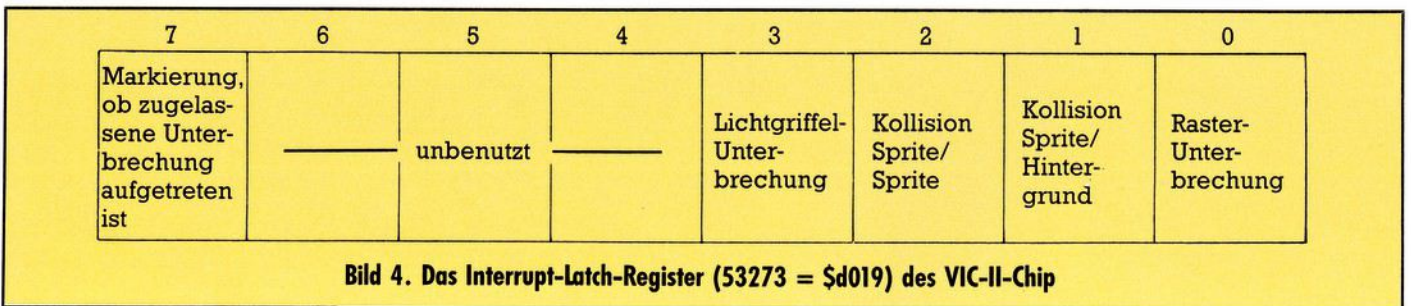 7 6 5 4 3 2 1 0
Markierung,
ob zugelas-
sene Unter-
brechung
aufgetreten
ist
unbenutzt
Lichtgriffel-
Unter-
brechung
Kollision
Sprite/
Sprite
Kollision
Sprite/
Hinter-
grund
Raster-
Unter-
brechung
Bild 4. Das Interrupt-Latch-Register (53273 = $d019) des VIC-II-Chip